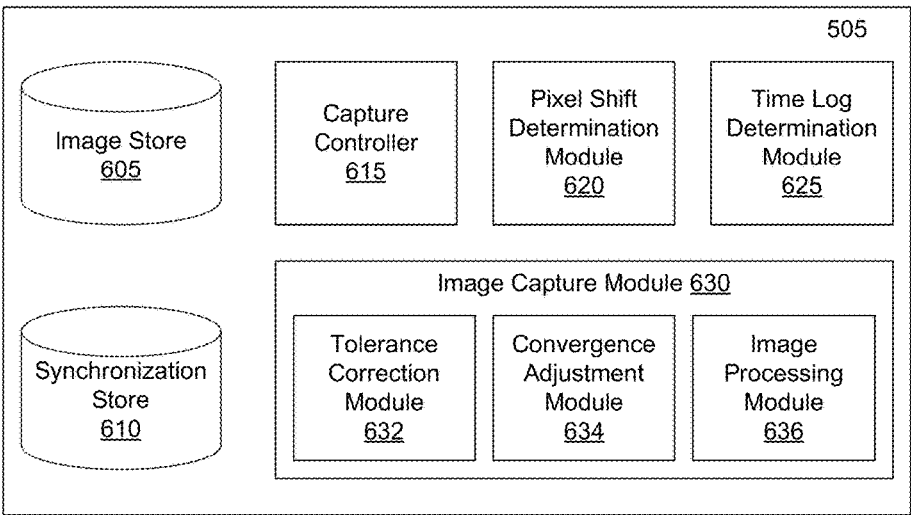 505
Image Store
605
Capture
Controller
615
Pixel Shift
Determination
Module
620
Time Log
Determination
Module
625
Synchronization
Store
610
Image Capture Module 630
Tolerance
Correction
Module
632
Convergence
Adjustment
Module
634
Image
Processing
Module
636